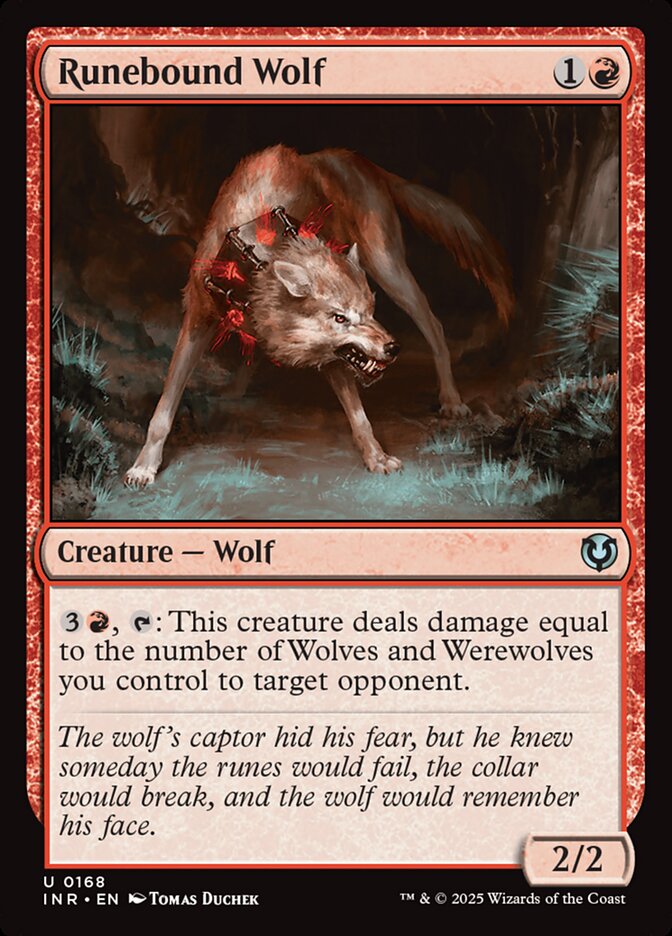 Runebound Wolf 1
Creature — Wolf
3, : This creature deals damage equal
to the number of Wolves and Werewolves
you control to target opponent.
The wolf's captor hid his fear, but he knew
someday the runes would fail, the collar
would break, and the wolf would remember
his face.
2/2
U 0168
INR • EN Tomas Duchek
™ & © 2025 Wizards of the Coast